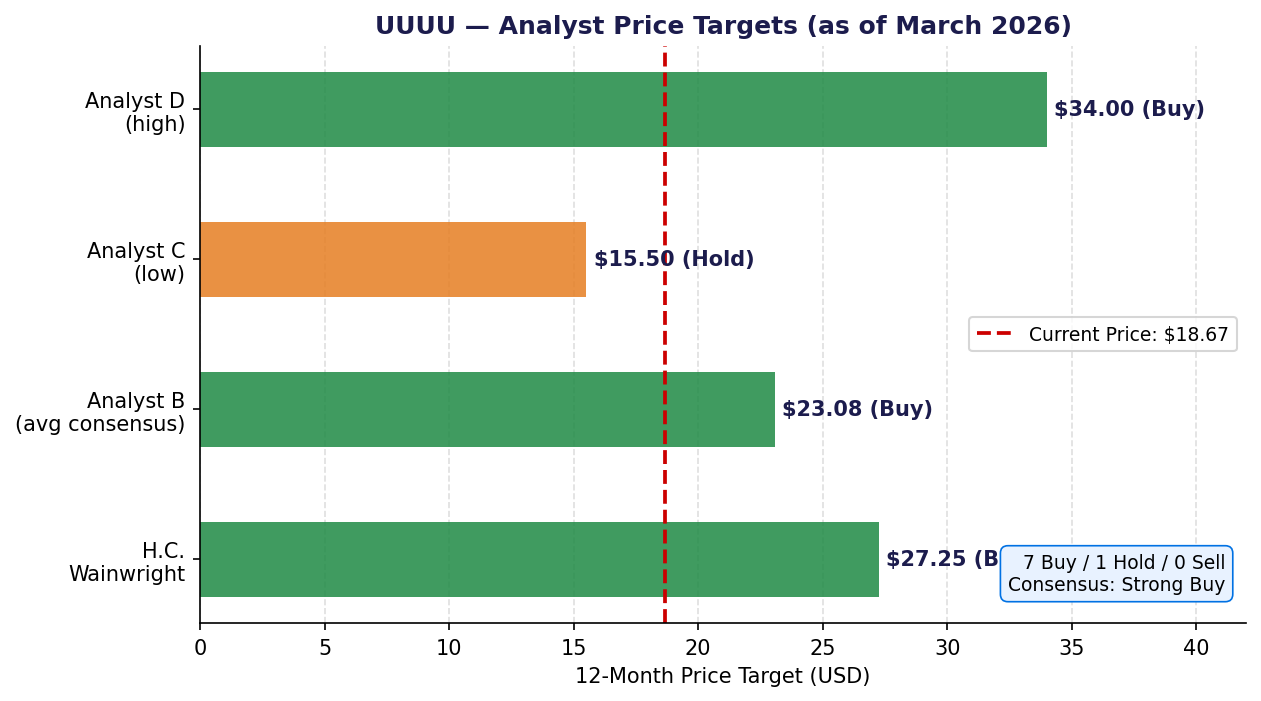 UUUU — Analyst Price Targets (as of March 2026)
Analyst D
(high)
$34.00 (Buy)
Analyst C
(low)
$15.50 (Hold)
Current Price: $18.67
Analyst B
(avg consensus)
$23.08 (Buy)
H.C.
Wainwright
$27.25 (B
7 Buy / 1 Hold / 0 Sell
Consensus: Strong Buy
0 5 10 15 20 25 30 35 40
12-Month Price Target (USD)